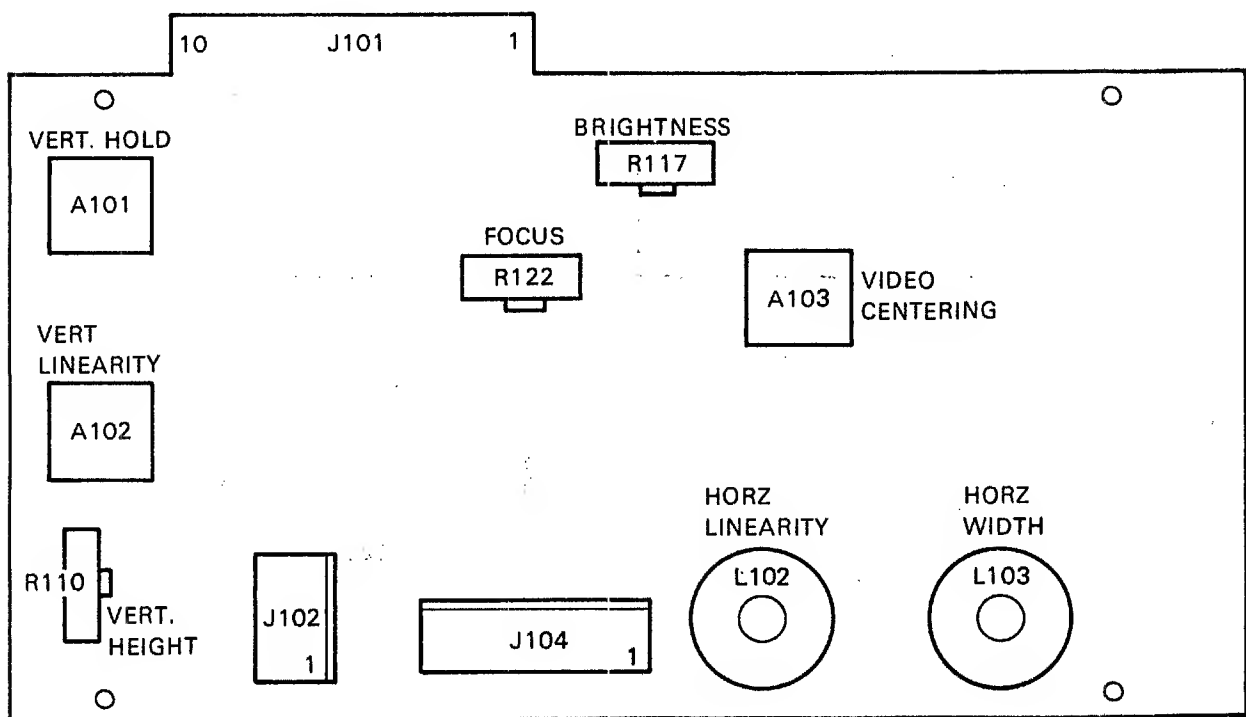 10 J101 1
BRIGHTNESS
R117
VERT. HOLD
A101
FOCUS
R122
A103
VIDEO
CENTERING
VERT
LINEARITY
A102
HORZ
LINEARITY
L102
HORZ
WIDTH
L103
R110
VERT.
HEIGHT
J102
1
J104
1